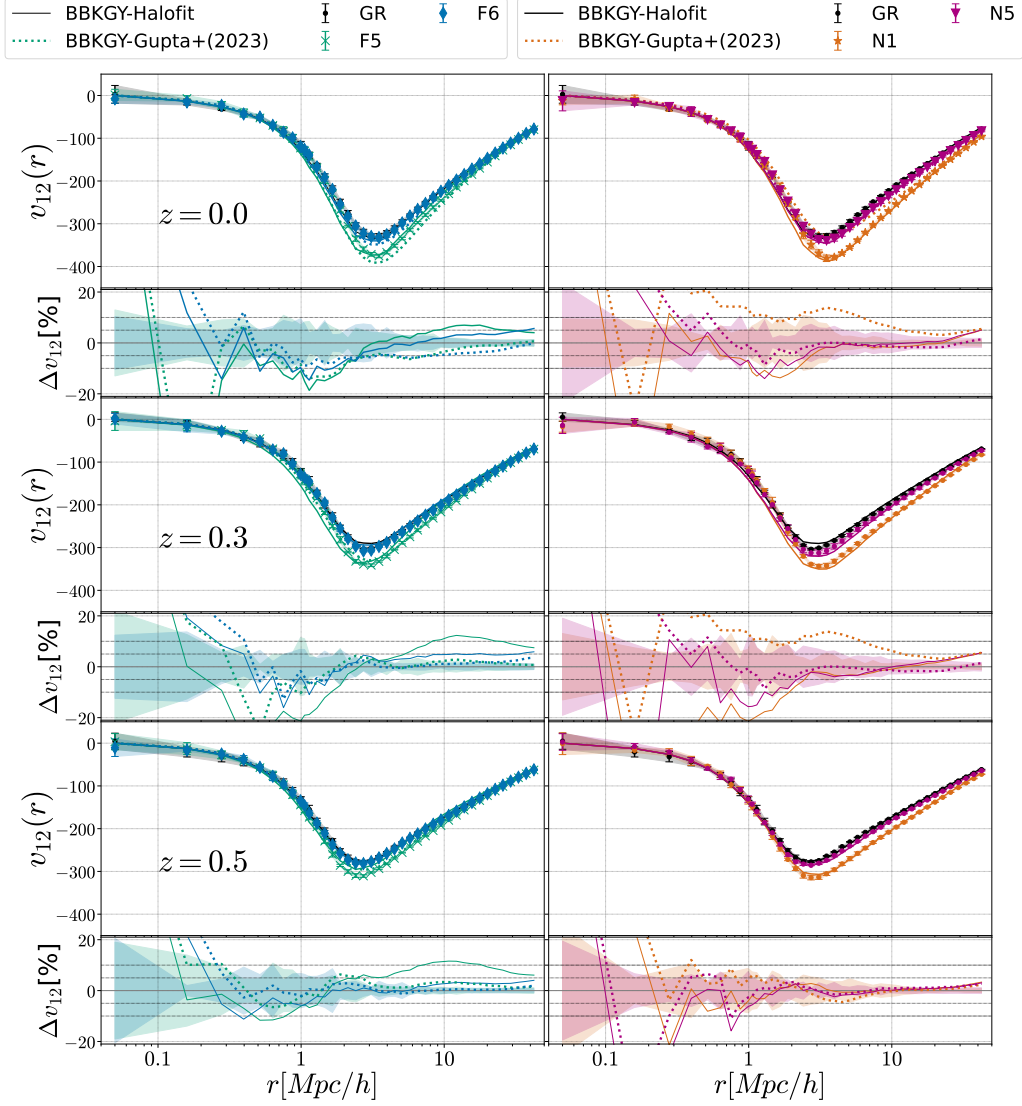 BBKGY-Halofit GR F6
BBKGY-Gupta+(2023) F5
BBKGY-Halofit GR N5
BBKGY-Gupta+(2023) N1
0
−100
−200
−300
−400
v12(r)
z = 0.0
20
0
−20
Δv12[%]
0
−100
−200
−300
−400
v12(r)
z = 0.3
20
0
−20
Δv12[%]
0
−100
−200
−300
−400
v12(r)
z = 0.5
20
0
−20
Δv12[%]
0.1 1 10 0.1 1 10
r[Mpc/h] r[Mpc/h]